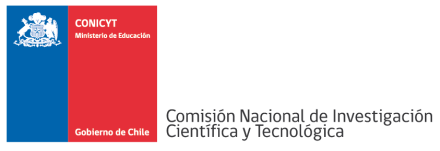 CONICYT
Ministerio de Educación
Gobierno de Chile
Comisión Nacional de Investigación
Científica y Tecnológica